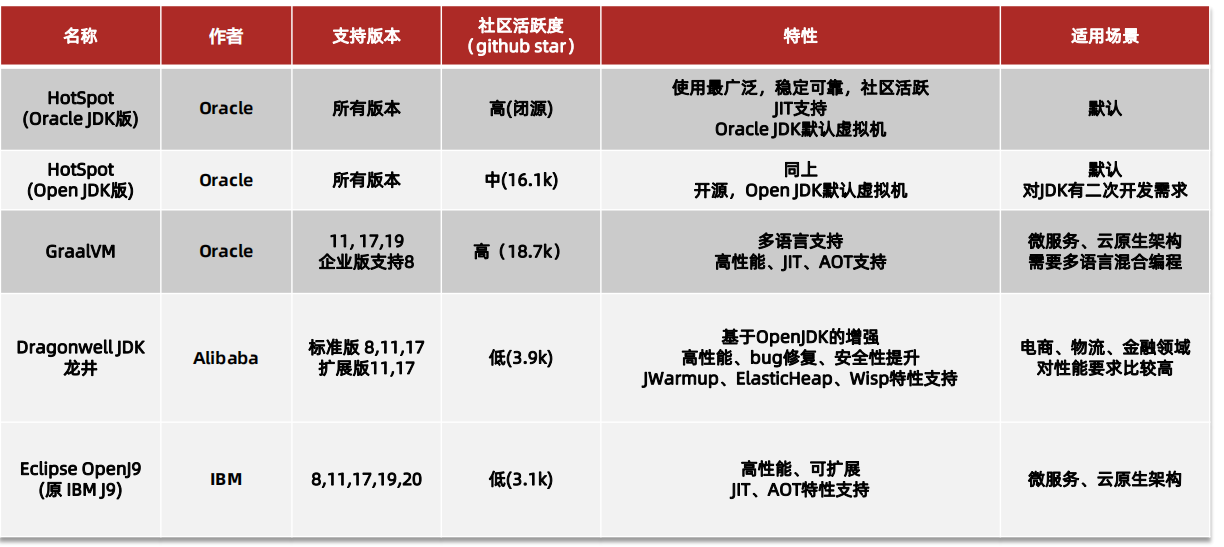 名称
作者
支持版本
社区活跃度
（github star）
特性
适用场景
HotSpot
(Oracle JDK版)
Oracle
所有版本
高(闭源)
使用最广泛，稳定可靠，社区活跃
JIT支持
Oracle JDK默认虚拟机
默认
HotSpot
(Open JDK版)
Oracle
所有版本
中(16.1k)
同上
开源，Open JDK默认虚拟机
默认
对JDK有二次开发需求
GraalVM
Oracle
11, 17,19
企业版支持8
高（18.7k）
多语言支持
高性能、JIT、AOT支持
微服务、云原生架构
需要多语言混合编程
Dragonwell JDK
龙井
Alibaba
标准版 8,11,17
扩展版11,17
低(3.9k)
基于OpenJDK的增强
高性能、bug修复、安全性提升
JWarmup、ElasticHeap、Wisp特性支持
电商、物流、金融领域
对性能要求比较高
Eclipse OpenJ9
(原 IBM J9)
IBM
8,11,17,19,20
低(3.1k)
高性能、可扩展
JIT、AOT特性支持
微服务、云原生架构